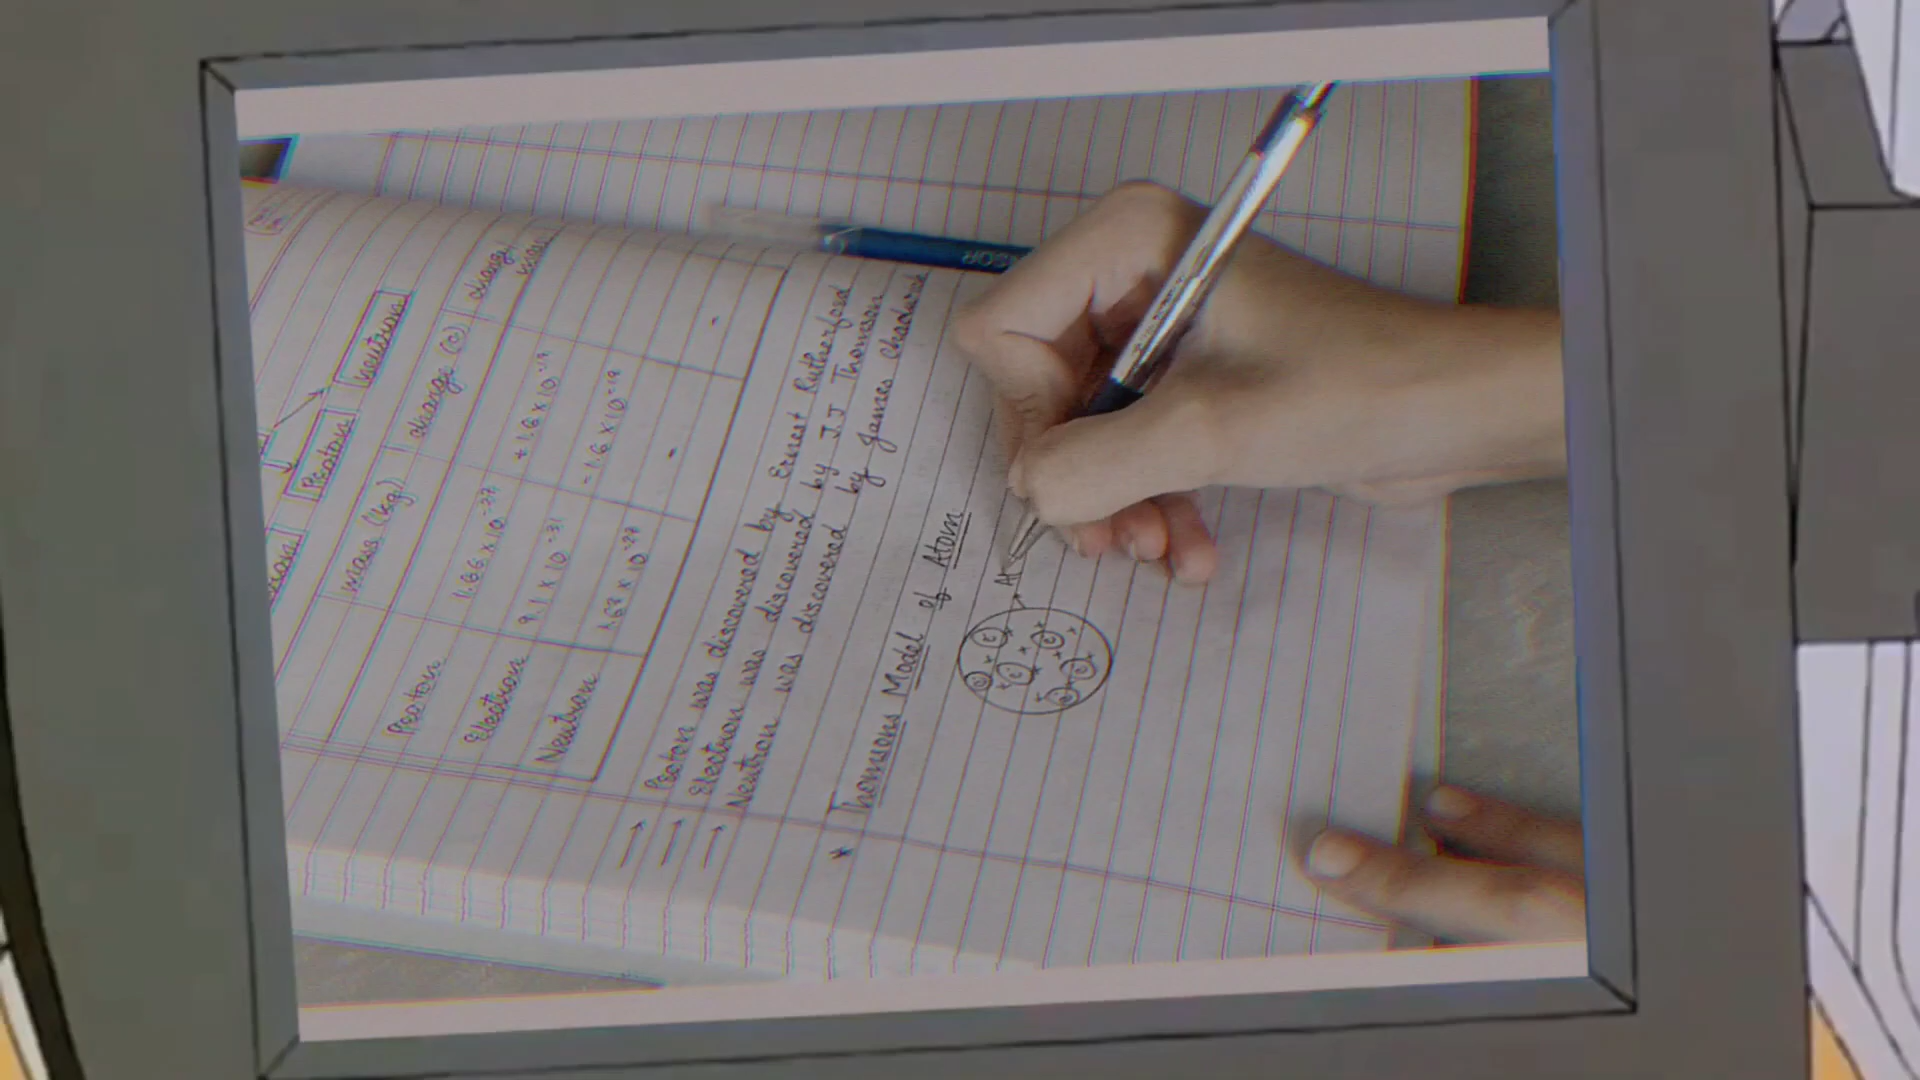 Proton Neutron
mass (kg) charge (c)
Proton 1.66 x 10⁻²⁷ + 1.6 x 10⁻¹⁹
Electron 9.1 x 10⁻³¹ - 1.6 x 10⁻¹⁹ -
Neutron 1.68 x 10⁻²⁷ -
→ Proton was discovered by Ernest Rutherford
→ Electron was discovered by J.J Thomson
→ Neutron was discovered by James Chadwick
* Thomsons Model of Atom
At